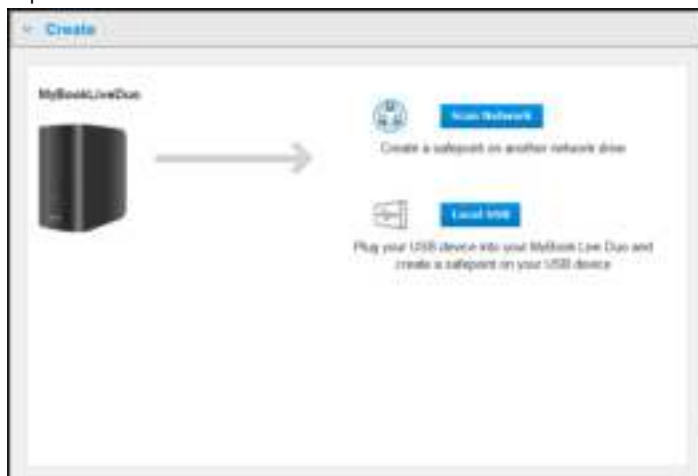 Create
MyBookLiveDuo
Scan Network
Create a safepoint on another network drive
Local USB
Plug your USB device into your MyBook Live Duo and
create a safepoint on your USB device